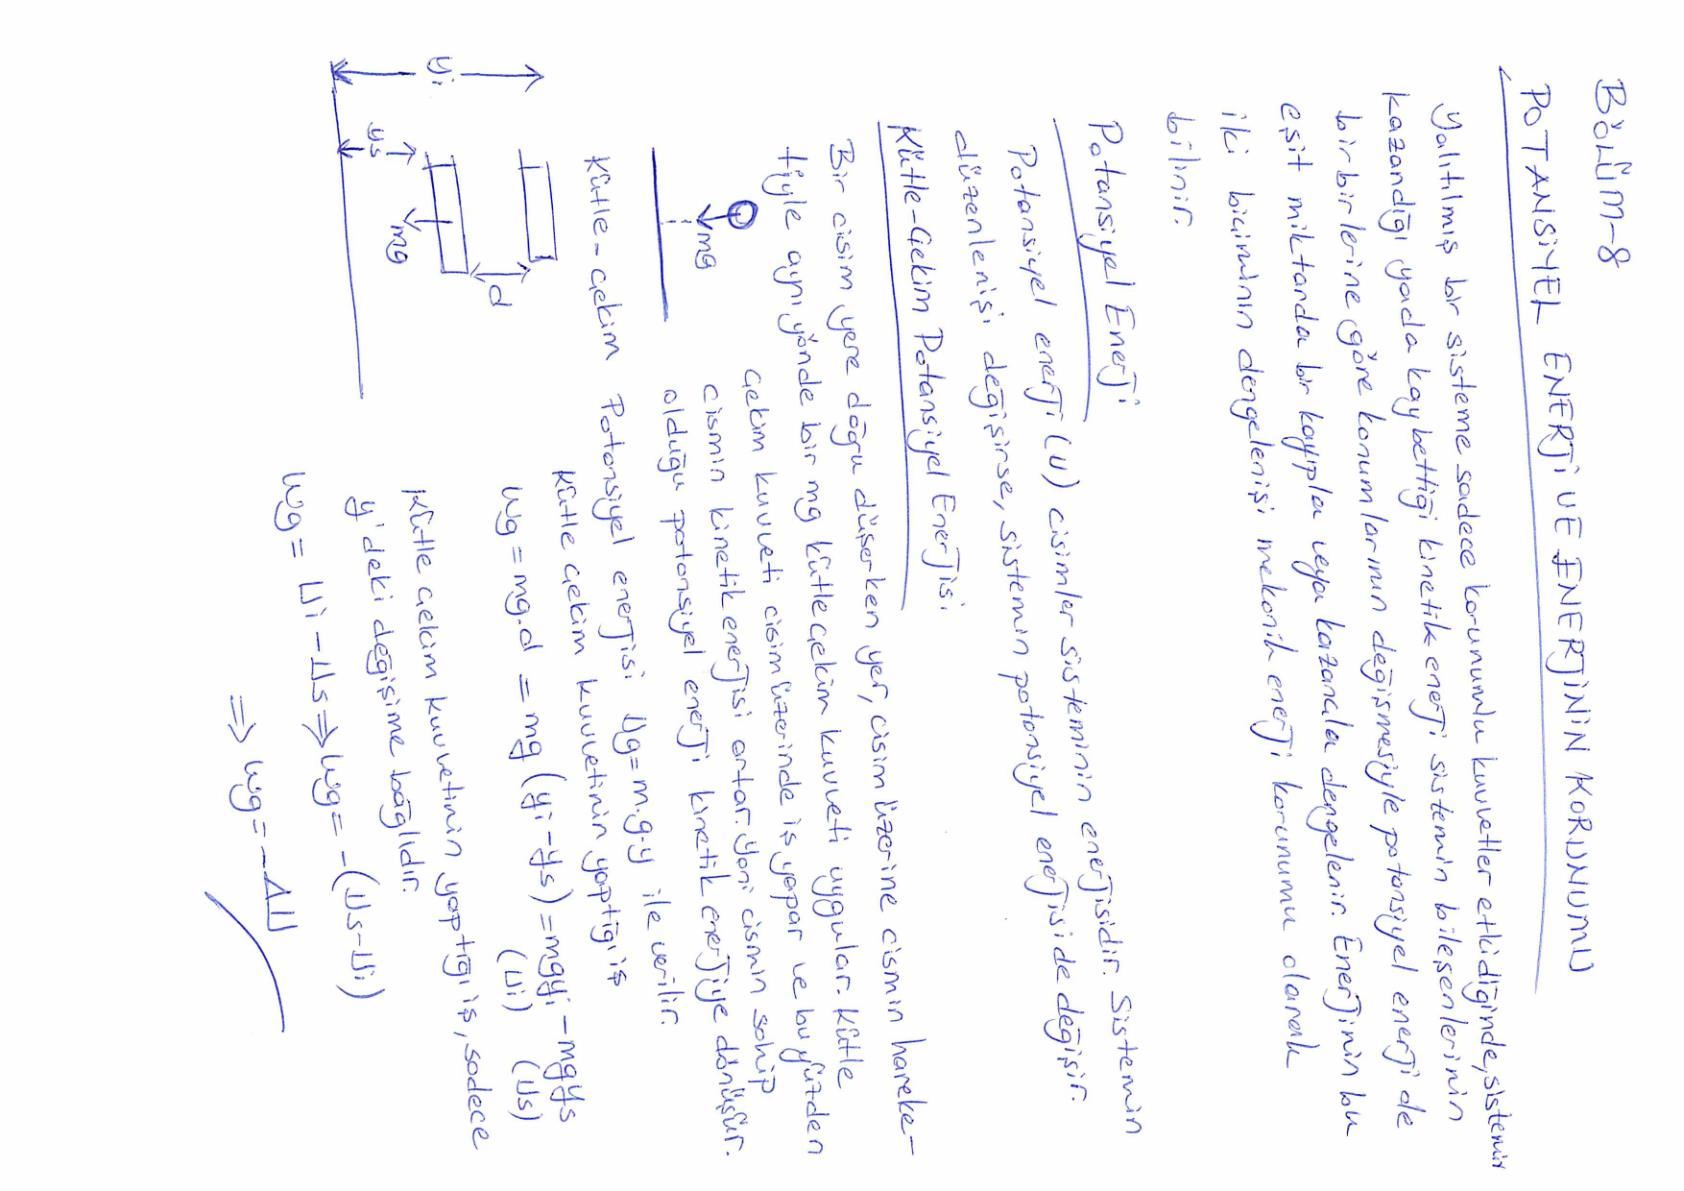 BÖLÜM-8
POTANSİYEL ENERJİ VE ENERJİNİN KORUNUMU
Yalıtılmış bir sisteme sadece korunumlu kuvvetler etkidiğinde, sistemin
kazandığı yada kaybettiği kinetik enerji sistemin bileşenlerinin
birbirlerine göre konumlarının değişmesiyle potansiyel enerji de
eşit miktarda bir kayıpla veya kazançla dengelenir. Enerjinin bu
iki biçiminin dengelenişi mekanik enerji korunumu olarak
bilinir.
Potansiyel Enerji
Potansiyel enerji (U) cisimler sisteminin enerjisidir. Sistemin
düzenlenişi değişirse, sistemin potansiyel enerjisi de değişir.
Kütle-Çekim Potansiyel Enerjisi
Bir cisim yere doğru düşerken yer, cisim üzerine cismin hareke-
tiyle aynı yönde bir mg kütle çekim kuvveti uygular. Kütle
çekim kuvveti cisim üzerinde iş yapar ve bu yüzden
cismin kinetik enerjisi artar. Yani cismin sahip
olduğu potansiyel enerji kinetik enerjiye dönüşür.
mg
Kütle-çekim Potansiyel enerjisi Ug=m.g.y ile verilir.
Kütle çekim kuvvetinin yaptığı iş
Wg = mg.d = mg (yi-ys) = mgyi - mgys
(Ui) (Us)
Kütle çekim kuvvetinin yaptığı iş, sadece
y'deki değişime bağlıdır.
Wg = Ui - Us ⇒ Wg = -(Us-Ui)
⇒ Wg = -ΔU
d
mg
yi
ys